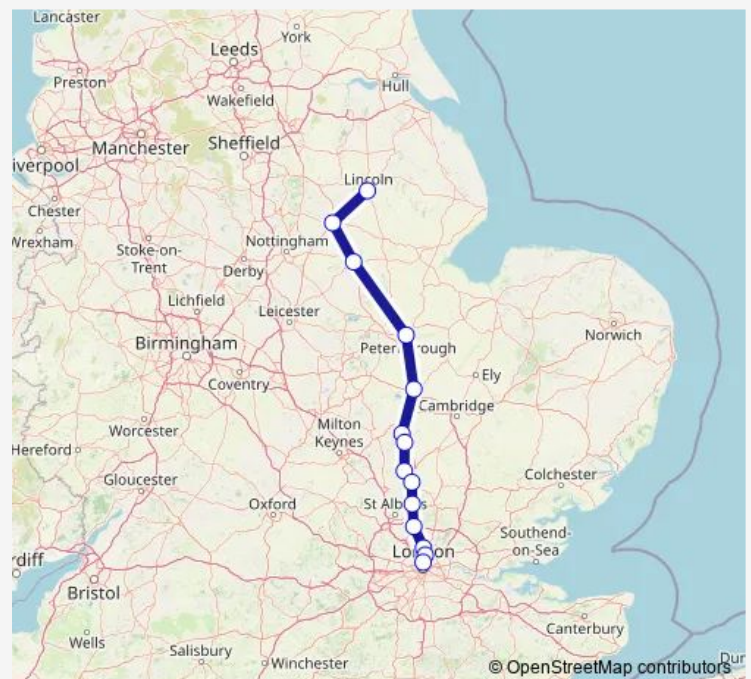 Lancaster
York
Leeds
Preston
Hull
Wakefield
Manchester
Sheffield
iverpool
Lincoln
Chester
Wrexham
Stoke-on-
Trent
Nottingham
Derby
Lichfield
Leicester
Norwich
Birmingham
Peterborough
Ely
Coventry
Cambridge
Worcester
Milton
Keynes
Hereford
Gloucester
Colchester
Oxford
St Albans
Southend-
on-Sea
rdiff
London
Bristol
Canterbury
Wells
Salisbury
Winchester
Dur
© OpenStreetMap contributors